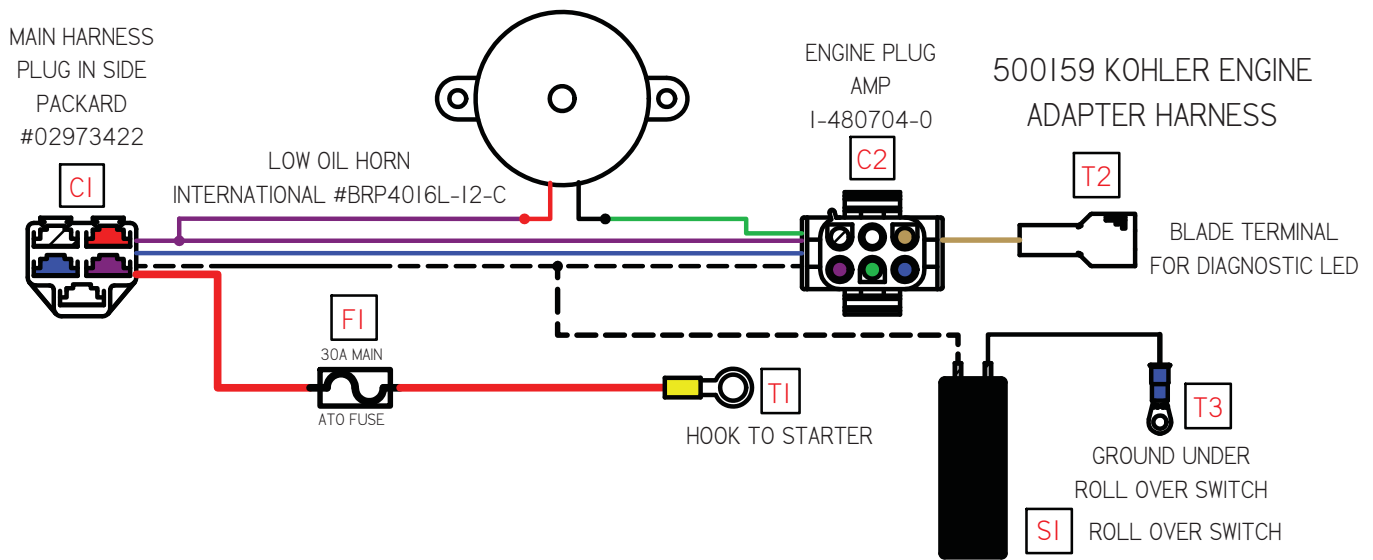 MAIN HARNESS
PLUG IN SIDE
PACKARD
#02973422
C1
LOW OIL HORN
INTERNATIONAL #BRP4016L-12-C
ENGINE PLUG
AMP
1-480704-0
C2
500159 KOHLER ENGINE
ADAPTER HARNESS
T2
BLADE TERMINAL
FOR DIAGNOSTIC LED
F1
30A MAIN
ATO FUSE
T1
HOOK TO STARTER
T3
GROUND UNDER
ROLL OVER SWITCH
S1
ROLL OVER SWITCH